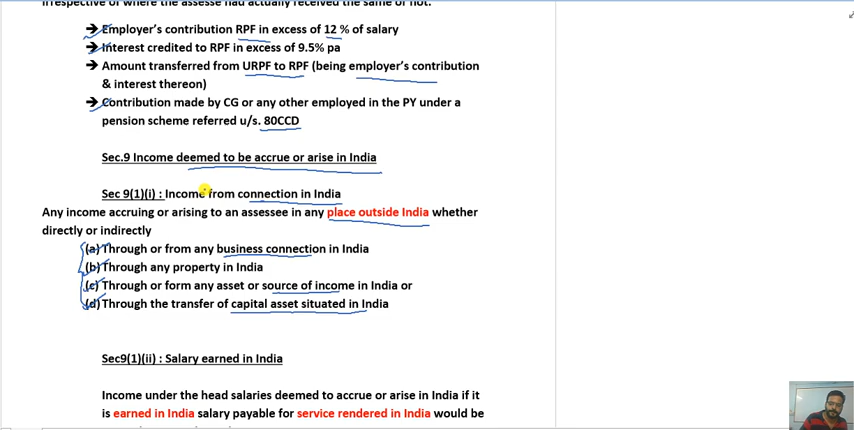 irrespective of where the assesse had actually received the same or not.
➔ Employer's contribution RPF in excess of 12 % of salary
➔ Interest credited to RPF in excess of 9.5% pa
➔ Amount transferred from URPF to RPF (being employer's contribution
& interest thereon)
➔ Contribution made by CG or any other employed in the PY under a
pension scheme referred u/s. 80CCD
Sec.9 Income deemed to be accrue or arise in India
Sec 9(1)(i) : Income from connection in India
Any income accruing or arising to an assessee in any place outside India whether
directly or indirectly
(a) Through or from any business connection in India
(b) Through any property in India
(c) Through or form any asset or source of income in India or
(d) Through the transfer of capital asset situated in India
Sec9(1)(ii) : Salary earned in India
Income under the head salaries deemed to accrue or arise in India if it
is earned in India salary payable for service rendered in India would be